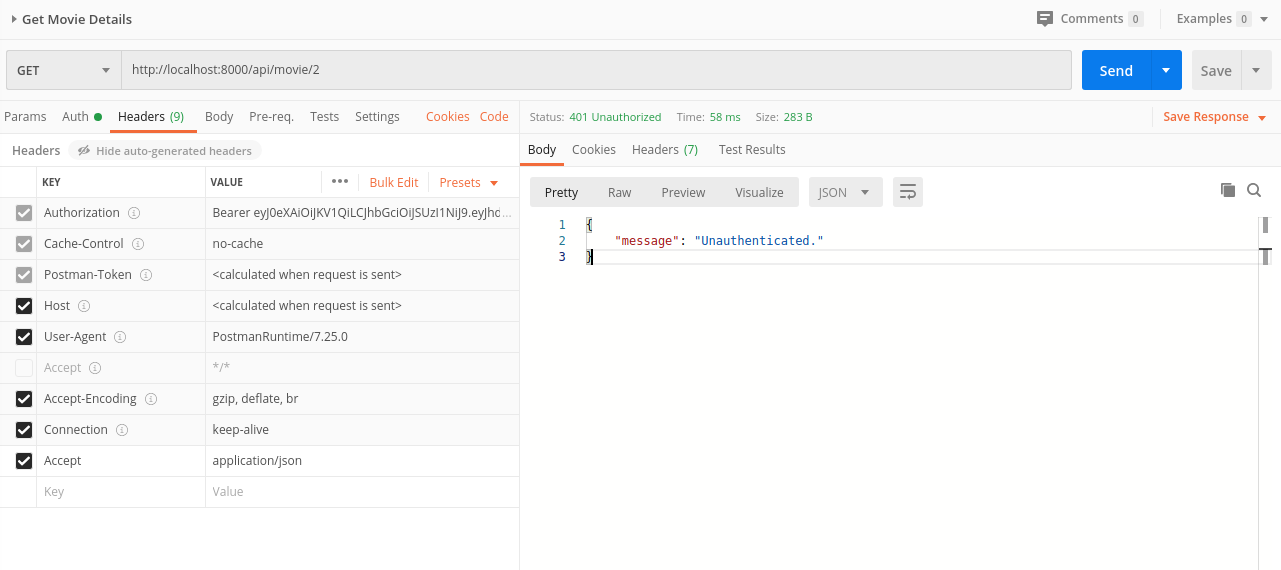 Get Movie Details
Comments 0 Examples 0
GET http://localhost:8000/api/movie/2 Send Save
Params Auth Headers (9) Body Pre-req. Tests Settings Cookies Code
Headers Hide auto-generated headers
KEY VALUE ••• Bulk Edit Presets
Authorization Bearer eyJ0eXAiOiJKV1QiLCJhbGciOiJSUzI1NiJ9.eyJhd...
Cache-Control no-cache
Postman-Token <calculated when request is sent>
Host <calculated when request is sent>
User-Agent PostmanRuntime/7.25.0
Accept */*
Accept-Encoding gzip, deflate, br
Connection keep-alive
Accept application/json
Key Value
Status: 401 Unauthorized Time: 58 ms Size: 283 B Save Response
Body Cookies Headers (7) Test Results
Pretty Raw Preview Visualize JSON
1 {
2 "message": "Unauthenticated."
3 }